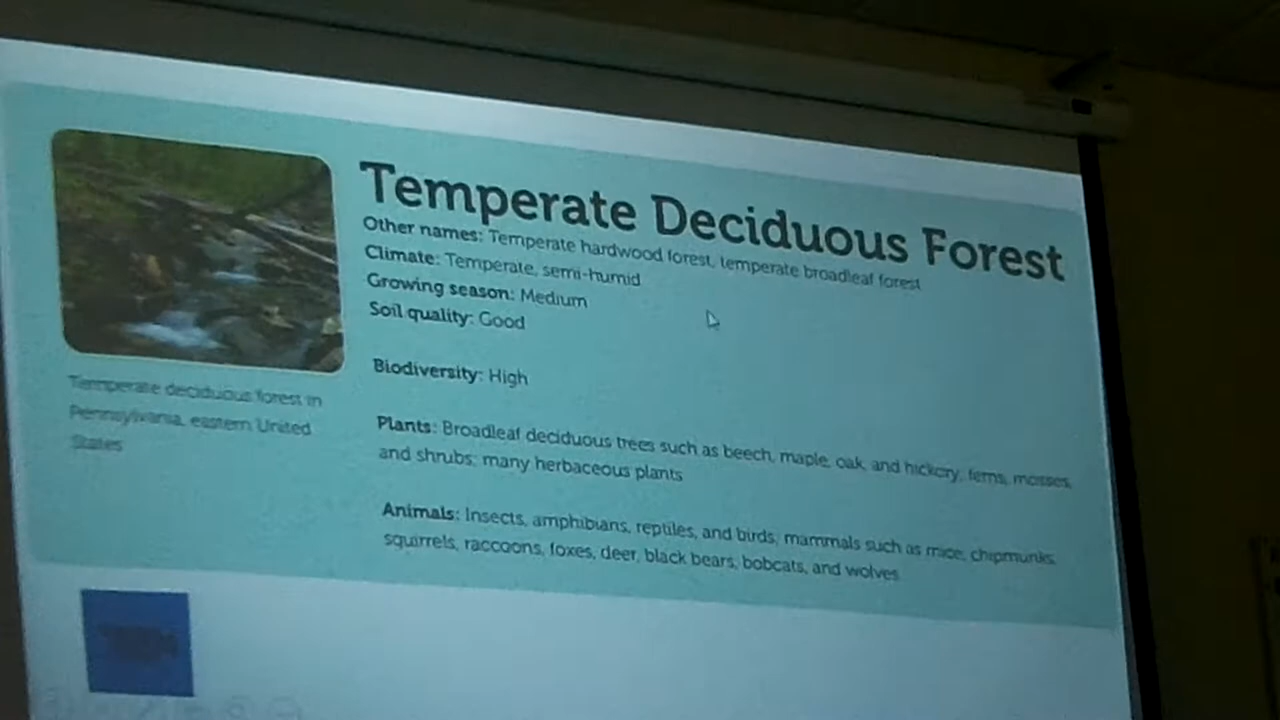 Temperate Deciduous Forest
Other names: Temperate hardwood forest, temperate broadleaf forest
Climate: Temperate, semi-humid
Growing season: Medium
Soil quality: Good
Biodiversity: High
Plants: Broadleaf deciduous trees such as beech, maple, oak, and hickory; ferns, mosses,
and shrubs; many herbaceous plants
Animals: Insects, amphibians, reptiles, and birds; mammals such as mice, chipmunks,
squirrels, raccoons, foxes, deer, black bears, bobcats, and wolves
Temperate deciduous forest in
Pennsylvania, eastern United
States